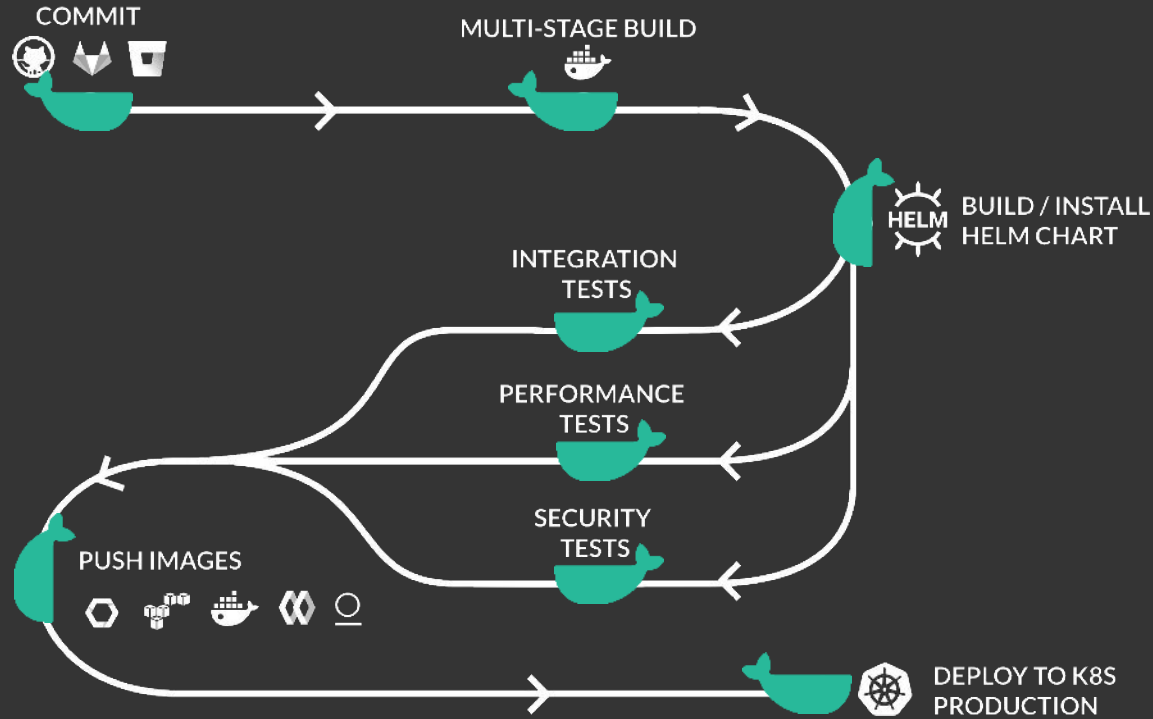 COMMIT
MULTI-STAGE BUILD
HELM
BUILD / INSTALL
HELM CHART
INTEGRATION
TESTS
PERFORMANCE
TESTS
SECURITY
TESTS
PUSH IMAGES
DEPLOY TO K8S
PRODUCTION